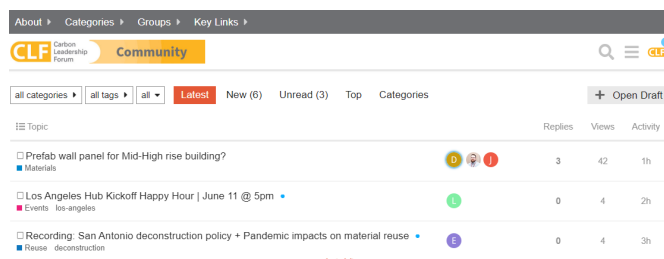 About Categories Groups Key Links
CLF Carbon Leadership Forum Community
all categories all tags all Latest New (6) Unread (3) Top Categories + Open Draft
Topic Replies Views Activity
Prefab wall panel for Mid-High rise building? D J 3 42 1h
Materials
Los Angeles Hub Kickoff Happy Hour | June 11 @ 5pm L 0 4 2h
Events los-angeles
Recording: San Antonio deconstruction policy + Pandemic impacts on material reuse E 0 4 3h
Reuse deconstruction